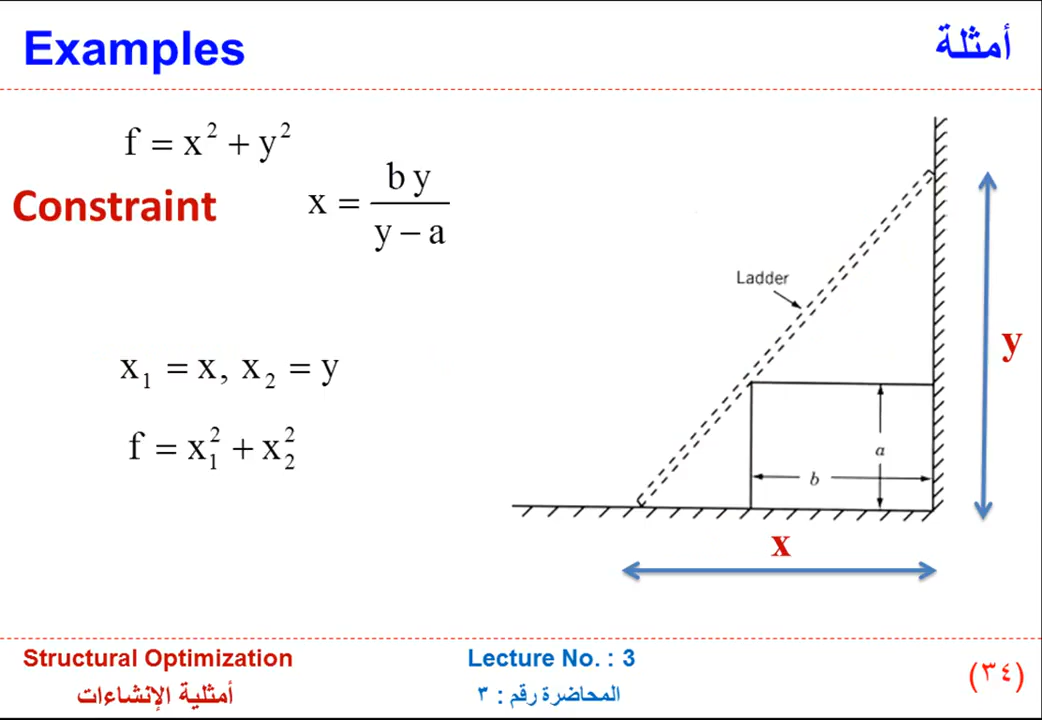 Examples
أمثلة
f = x² + y²
Constraint x = b y / y − a
Ladder
y
x₁ = x, x₂ = y
f = x₁² + x₂²
a
b
x
Structural Optimization
أمثلية الإنشاءات
Lecture No. : 3
المحاضرة رقم : ٣
(٣٤)